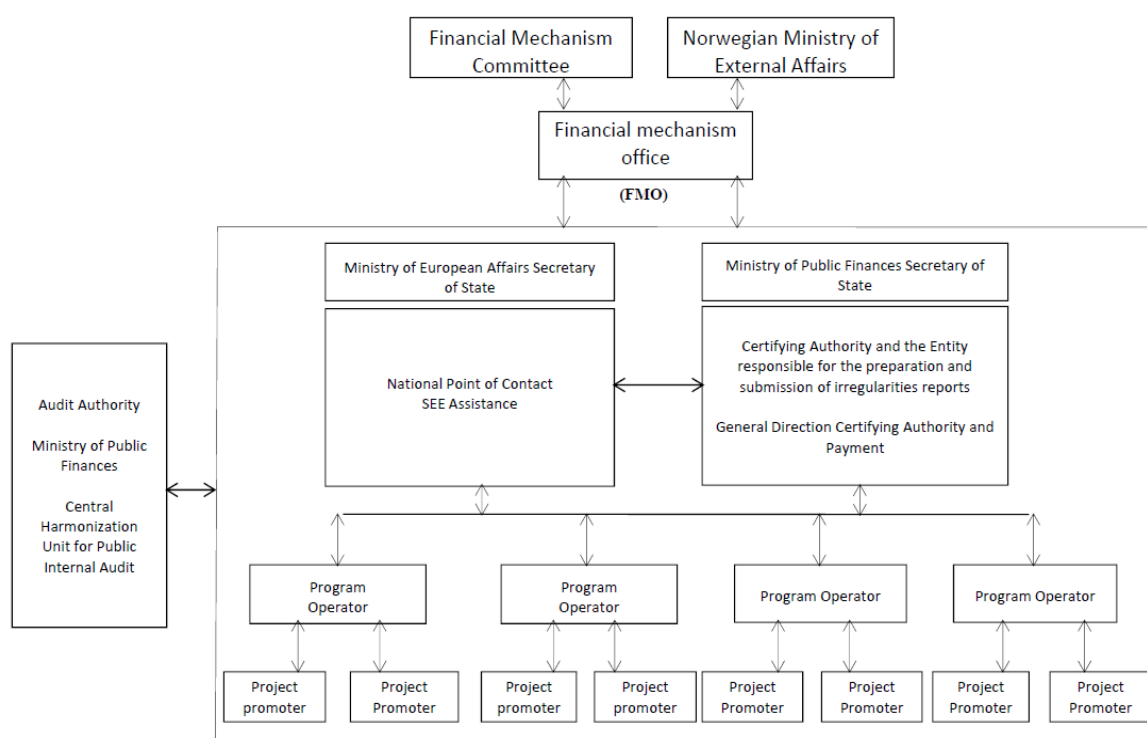 Financial Mechanism
Committee
Norwegian Ministry of
External Affairs
Financial mechanism
office
(FMO)
Ministry of European Affairs Secretary
of State
Ministry of Public Finances Secretary of
State
Audit Authority
Ministry of Public
Finances
Central
Harmonization
Unit for Public
Internal Audit
National Point of Contact
SEE Assistance
Certifying Authority and the Entity
responsible for the preparation and
submission of irregularities reports
General Direction Certifying Authority and
Payment
Program
Operator
Program
Operator
Program Operator
Program Operator
Project
promoter
Project
Promoter
Project
promoter
Project
promoter
Project
Promoter
Project
Promoter
Project
Promoter
Project
Promoter